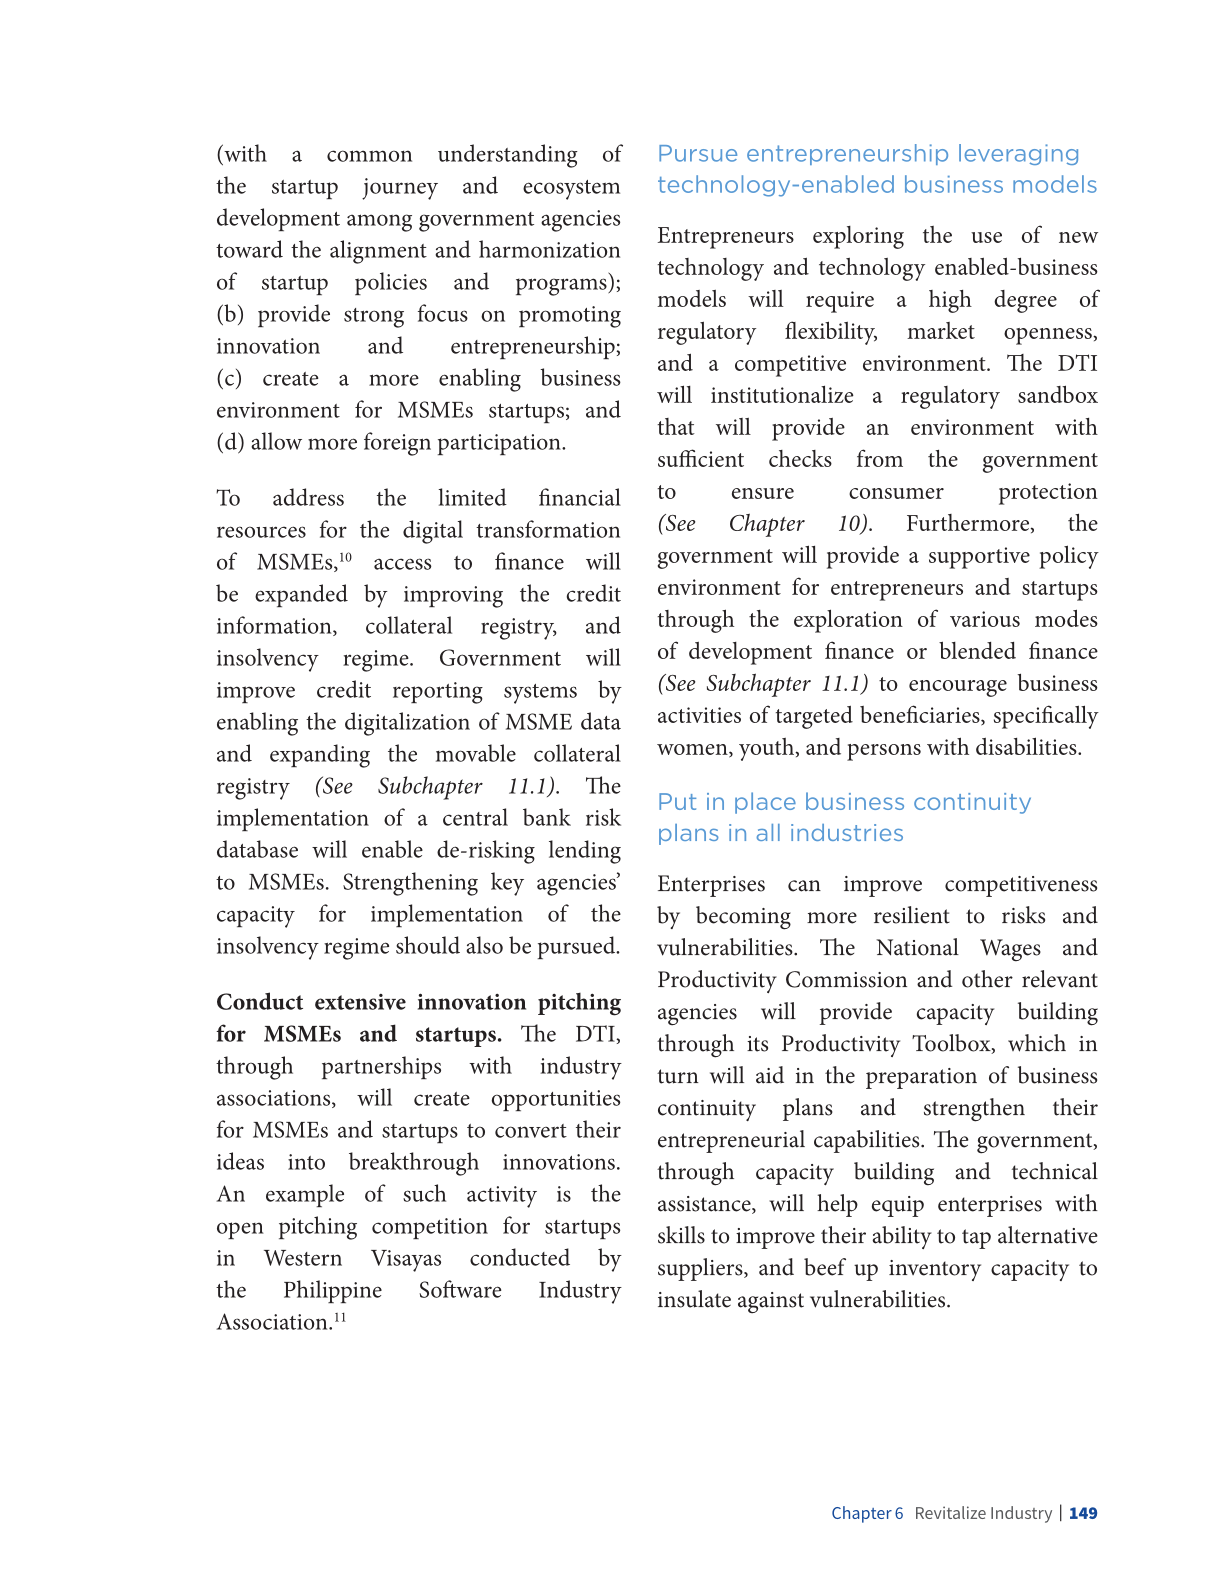 (with a common understanding of
the startup journey and ecosystem
development among government agencies
toward the alignment and harmonization
of startup policies and programs);
(b) provide strong focus on promoting
innovation and entrepreneurship;
(c) create a more enabling business
environment for MSMEs startups; and
(d) allow more foreign participation.
To address the limited financial
resources for the digital transformation
of MSMEs,10 access to finance will
be expanded by improving the credit
information, collateral registry, and
insolvency regime. Government will
improve credit reporting systems by
enabling the digitalization of MSME data
and expanding the movable collateral
registry (See Subchapter 11.1). The
implementation of a central bank risk
database will enable de-risking lending
to MSMEs. Strengthening key agencies’
capacity for implementation of the
insolvency regime should also be pursued.
Conduct extensive innovation pitching
for MSMEs and startups. The DTI,
through partnerships with industry
associations, will create opportunities
for MSMEs and startups to convert their
ideas into breakthrough innovations.
An example of such activity is the
open pitching competition for startups
in Western Visayas conducted by
the Philippine Software Industry
Association.11
Pursue entrepreneurship leveraging
technology-enabled business models
Entrepreneurs exploring the use of new
technology and technology enabled-business
models will require a high degree of
regulatory flexibility, market openness,
and a competitive environment. The DTI
will institutionalize a regulatory sandbox
that will provide an environment with
sufficient checks from the government
to ensure consumer protection
(See Chapter 10). Furthermore, the
government will provide a supportive policy
environment for entrepreneurs and startups
through the exploration of various modes
of development finance or blended finance
(See Subchapter 11.1) to encourage business
activities of targeted beneficiaries, specifically
women, youth, and persons with disabilities.
Put in place business continuity
plans in all industries
Enterprises can improve competitiveness
by becoming more resilient to risks and
vulnerabilities. The National Wages and
Productivity Commission and other relevant
agencies will provide capacity building
through its Productivity Toolbox, which in
turn will aid in the preparation of business
continuity plans and strengthen their
entrepreneurial capabilities. The government,
through capacity building and technical
assistance, will help equip enterprises with
skills to improve their ability to tap alternative
suppliers, and beef up inventory capacity to
insulate against vulnerabilities.
Chapter 6 Revitalize Industry | 149